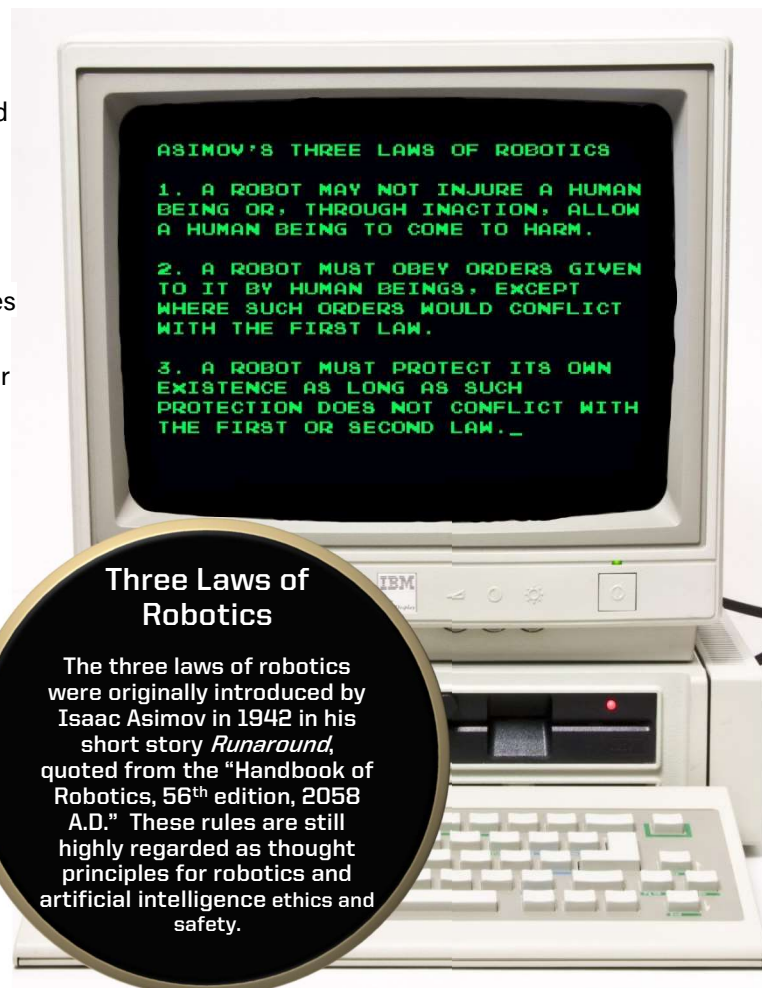 d
es
r
ASIMOV'S THREE LAWS OF ROBOTICS
1. A ROBOT MAY NOT INJURE A HUMAN
BEING OR, THROUGH INACTION, ALLOW
A HUMAN BEING TO COME TO HARM.
2. A ROBOT MUST OBEY ORDERS GIVEN
TO IT BY HUMAN BEINGS, EXCEPT
WHERE SUCH ORDERS WOULD CONFLICT
WITH THE FIRST LAW.
3. A ROBOT MUST PROTECT ITS OWN
EXISTENCE AS LONG AS SUCH
PROTECTION DOES NOT CONFLICT WITH
THE FIRST OR SECOND LAW._
IBM
Three Laws of
Robotics
The three laws of robotics
were originally introduced by
Isaac Asimov in 1942 in his
short story Runaround,
quoted from the “Handbook of
Robotics, 56th edition, 2058
A.D.” These rules are still
highly regarded as thought
principles for robotics and
artificial intelligence ethics and
safety.